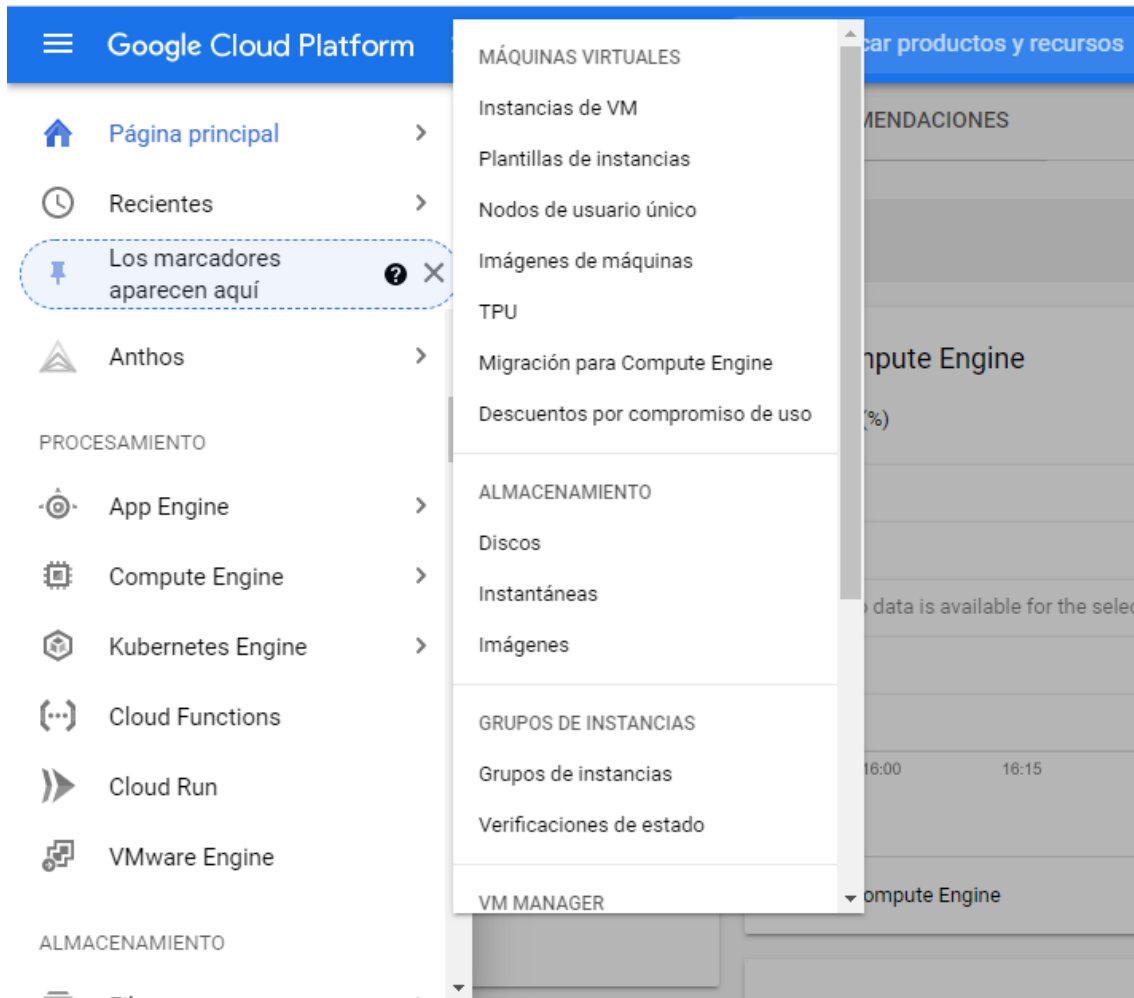 Google Cloud Platform
car productos y recursos
Página principal
Recientes
Los marcadores
aparecen aquí
Anthos
PROCESAMIENTO
App Engine
Compute Engine
Kubernetes Engine
Cloud Functions
Cloud Run
VMware Engine
ALMACENAMIENTO
MÁQUINAS VIRTUALES
Instancias de VM
Plantillas de instancias
Nodos de usuario único
Imágenes de máquinas
TPU
Migración para Compute Engine
Descuentos por compromiso de uso
ALMACENAMIENTO
Discos
Instantáneas
Imágenes
GRUPOS DE INSTANCIAS
Grupos de instancias
Verificaciones de estado
VM MANAGER
MENDACIONES
mpute Engine
(%)
data is available for the selec
16:00 16:15
ompute Engine